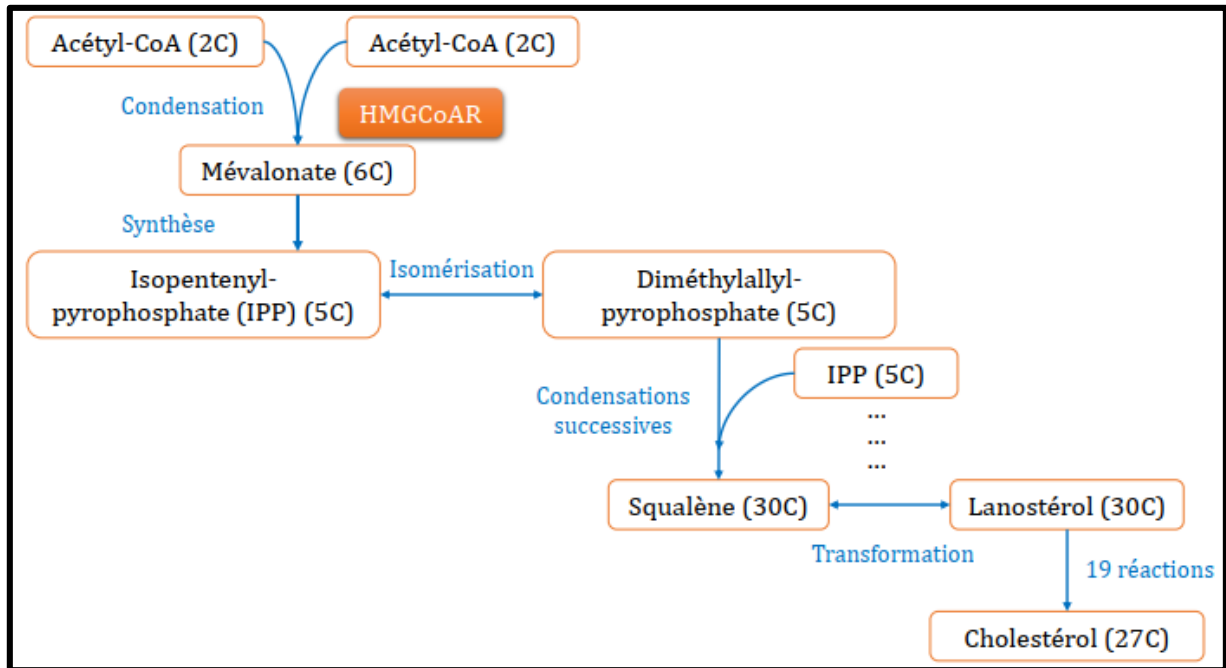 Acétyl-CoA (2C)
Acétyl-CoA (2C)
Condensation
HMGCoAR
Mévalonate (6C)
Synthèse
Isopentenyl-
pyrophosphate (IPP) (5C)
Isomérisation
Diméthylallyl-
pyrophosphate (5C)
IPP (5C)
Condensations
successives
...
...
...
Squalène (30C)
Lanostérol (30C)
Transformation
19 réactions
Cholestérol (27C)